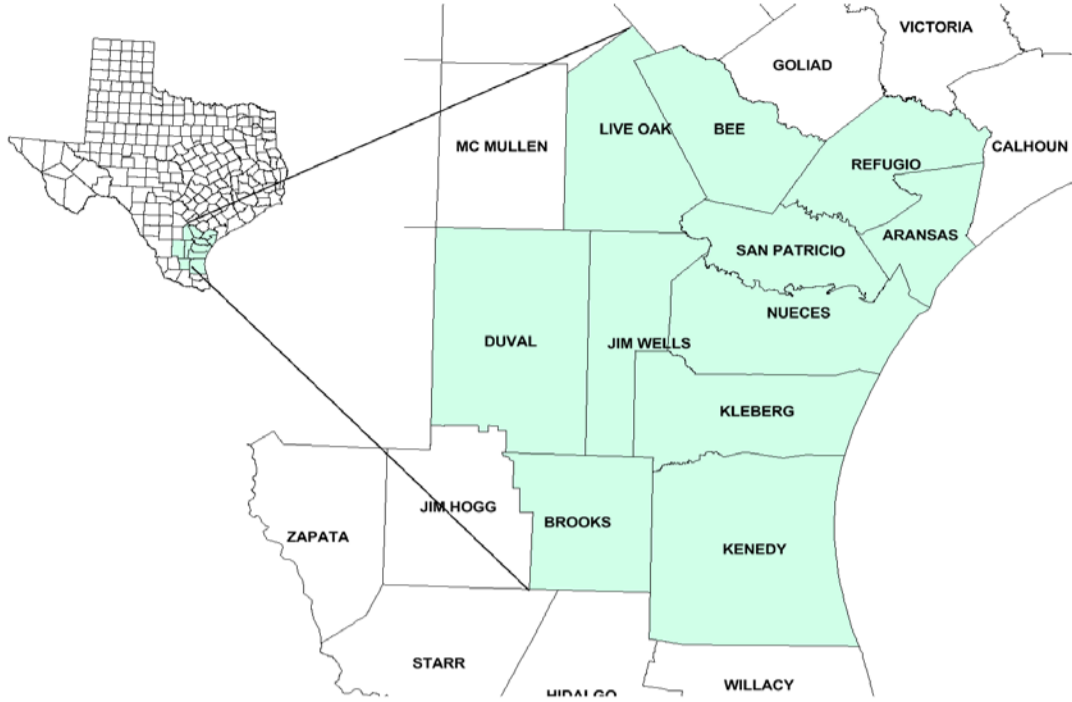 VICTORIA
GOLIAD
LIVE OAK
BEE
MC MULLEN
CALHOUN
REFUGIO
ARANSAS
SAN PATRICIO
NUECES
DUVAL
JIM WELLS
KLEBERG
JIM HOGG
BROOKS
ZAPATA
KENEDY
STARR
WILLACY
HIDALGO